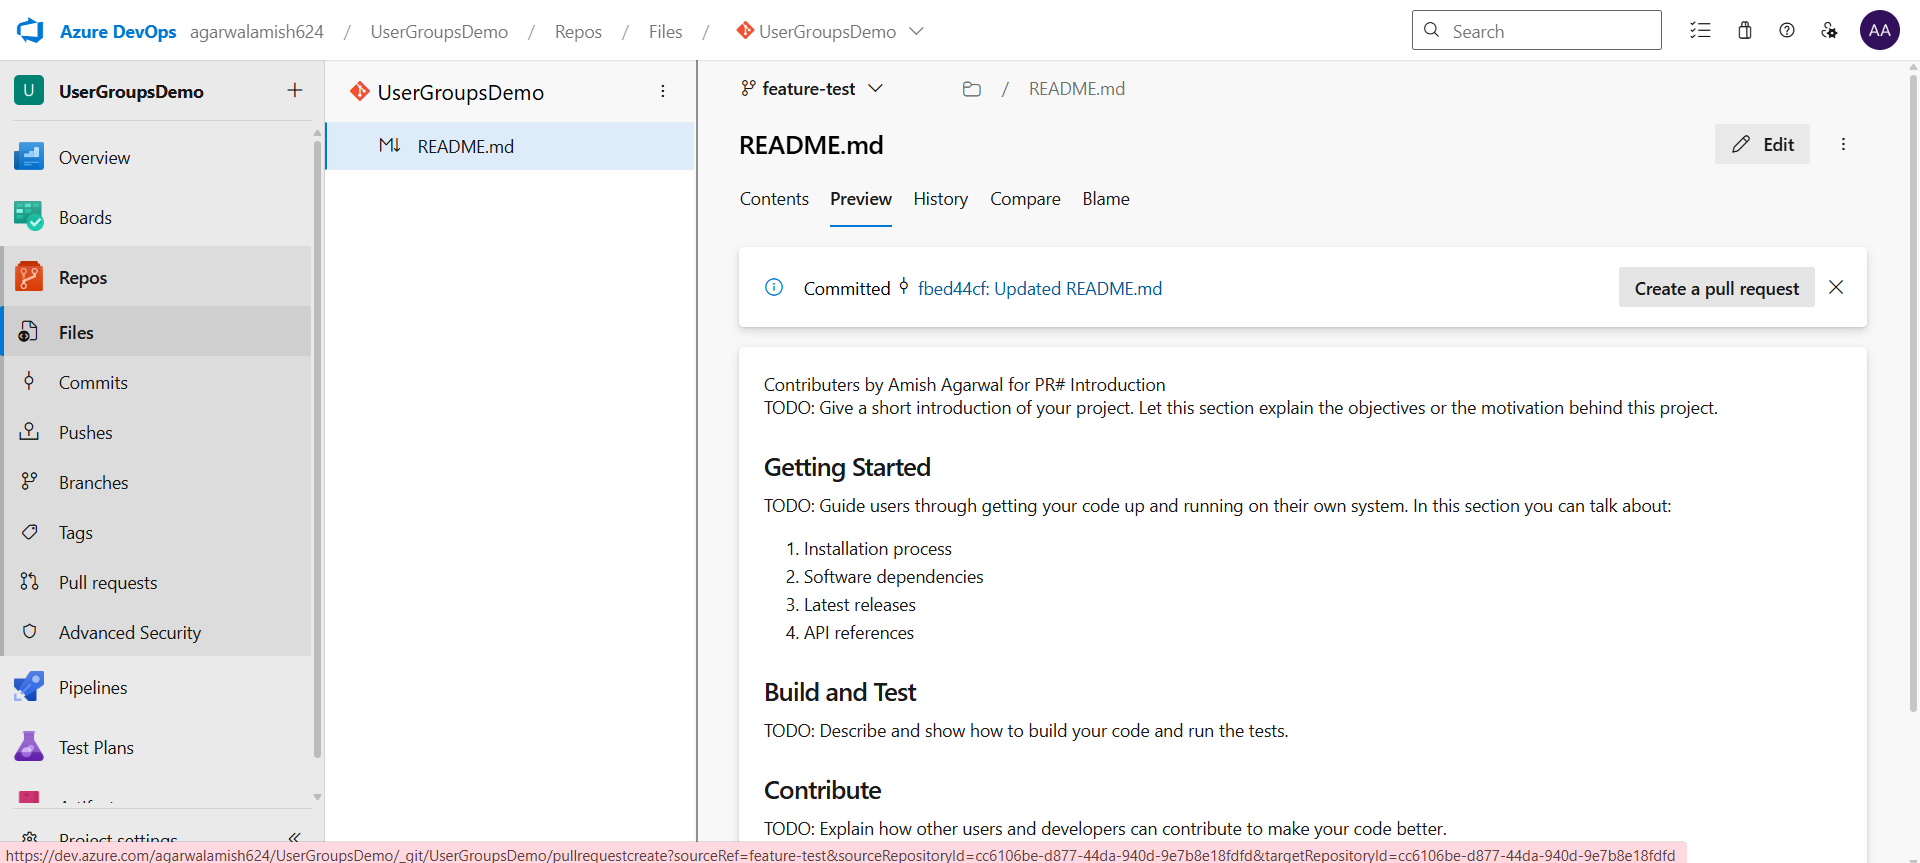 Azure DevOps agarwalamish624 / UserGroupsDemo / Repos / Files / UserGroupsDemo
Search
AA
U UserGroupsDemo
Overview
Boards
Repos
Files
Commits
Pushes
Branches
Tags
Pull requests
Advanced Security
Pipelines
Test Plans
Project settings
UserGroupsDemo
README.md
feature-test
/ README.md
README.md
Edit
Contents Preview History Compare Blame
Committed fbed44cf: Updated README.md
Create a pull request
Contributers by Amish Agarwal for PR# Introduction
TODO: Give a short introduction of your project. Let this section explain the objectives or the motivation behind this project.
Getting Started
TODO: Guide users through getting your code up and running on their own system. In this section you can talk about:
1. Installation process
2. Software dependencies
3. Latest releases
4. API references
Build and Test
TODO: Describe and show how to build your code and run the tests.
Contribute
TODO: Explain how other users and developers can contribute to make your code better.
https://dev.azure.com/agarwalamish624/UserGroupsDemo/_git/UserGroupsDemo/pullrequestcreate?sourceRef=feature-test&sourceRepositoryId=cc6106be-d877-44da-940d-9e7b8e18fdfd&targetRepositoryId=cc6106be-d877-44da-940d-9e7b8e18fdfd